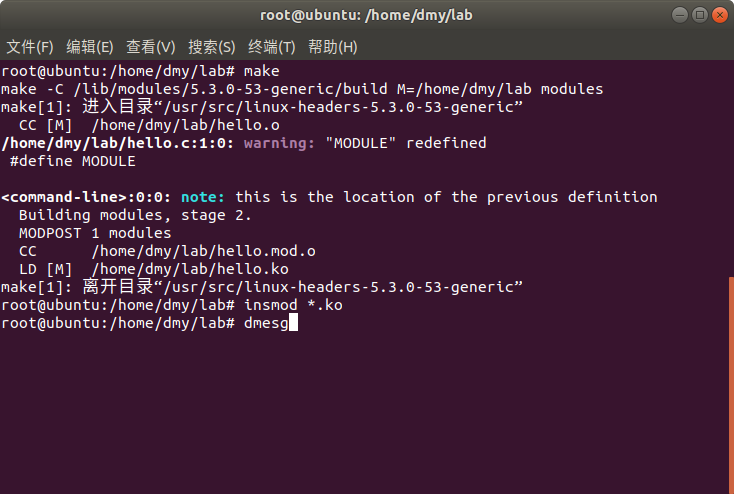 root@ubuntu: /home/dmy/lab
文件(F) 编辑(E) 查看(V) 搜索(S) 终端(T) 帮助(H)
root@ubuntu:/home/dmy/lab# make
make -C /lib/modules/5.3.0-53-generic/build M=/home/dmy/lab modules
make[1]: 进入目录“/usr/src/linux-headers-5.3.0-53-generic”
  CC [M]  /home/dmy/lab/hello.o
/home/dmy/lab/hello.c:1:0: warning: "MODULE" redefined
 #define MODULE
<command-line>:0:0: note: this is the location of the previous definition
  Building modules, stage 2.
  MODPOST 1 modules
  CC      /home/dmy/lab/hello.mod.o
  LD [M]  /home/dmy/lab/hello.ko
make[1]: 离开目录“/usr/src/linux-headers-5.3.0-53-generic”
root@ubuntu:/home/dmy/lab# insmod *.ko
root@ubuntu:/home/dmy/lab# dmesg